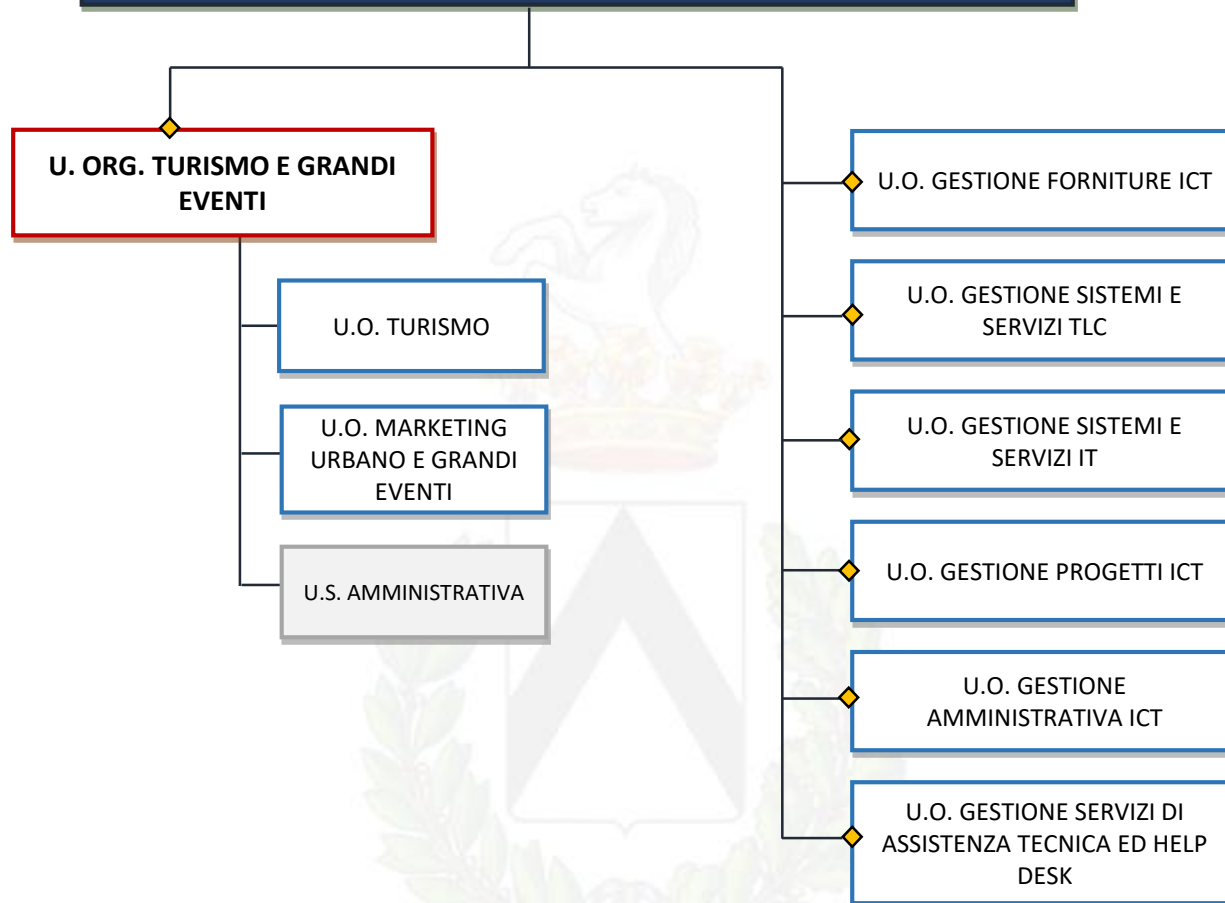 U. ORG. TURISMO E GRANDI
EVENTI
U.O. TURISMO
U.O. MARKETING
URBANO E GRANDI
EVENTI
U.S. AMMINISTRATIVA
U.O. GESTIONE FORNITURE ICT
U.O. GESTIONE SISTEMI E
SERVIZI TLC
U.O. GESTIONE SISTEMI E
SERVIZI IT
U.O. GESTIONE PROGETTI ICT
U.O. GESTIONE
AMMINISTRATIVA ICT
U.O. GESTIONE SERVIZI DI
ASSISTENZA TECNICA ED HELP
DESK